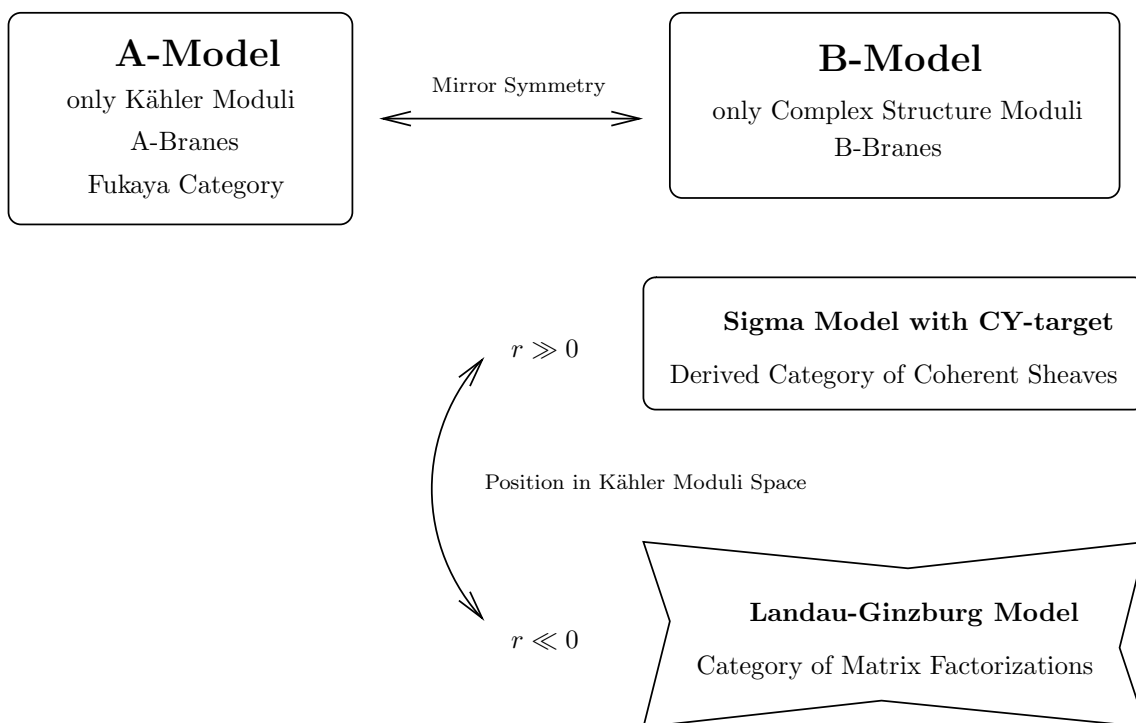 A-Model
only Kähler Moduli
A-Branes
Fukaya Category
Mirror Symmetry
B-Model
only Complex Structure Moduli
B-Branes
Sigma Model with CY-target
Derived Category of Coherent Sheaves
r ≫ 0
Position in Kähler Moduli Space
r ≪ 0
Landau-Ginzburg Model
Category of Matrix Factorizations